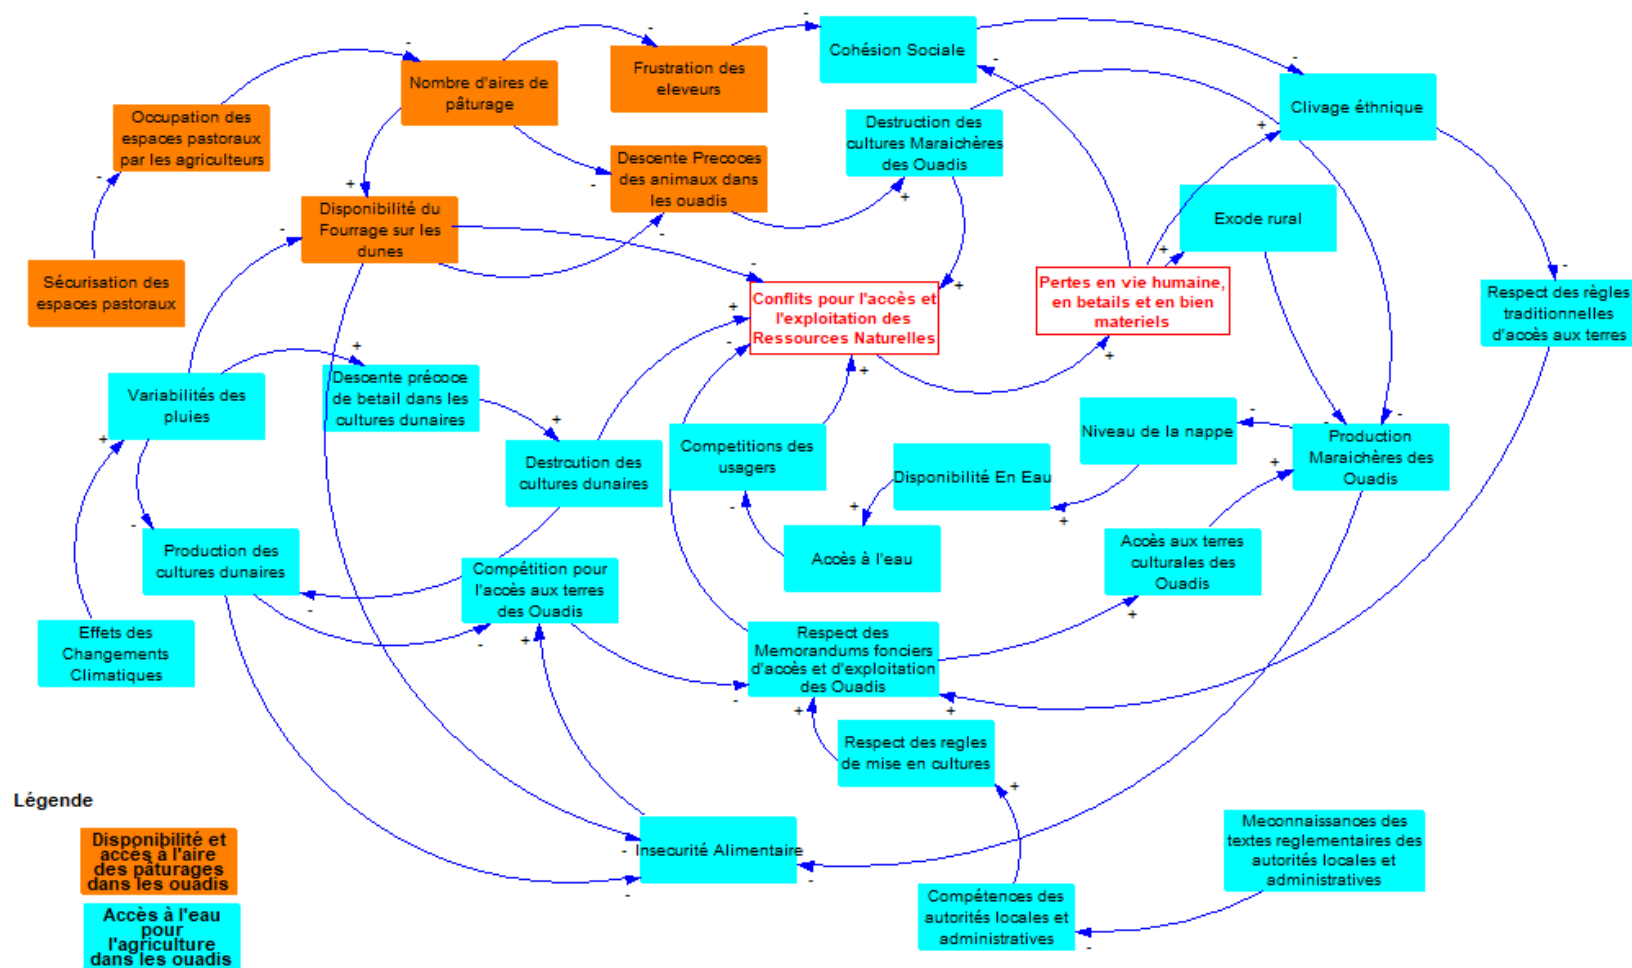 Cohésion Sociale
Nombre d'aires de
pâturage
Frustration des
eleveurs
Clivage éthnique
Occupation des
espaces pastoraux
par les agriculteurs
Destruction des
cultures Maraichères
des Ouadis
Descente Precoces
des animaux dans
les ouadis
Disponibilité du
Fourrage sur les
dunes
Exode rural
Sécurisation des
espaces pastoraux
Conflits pour l'accès et
l'exploitation des
Ressources Naturelles
Pertes en vie humaine,
en betails et en bien
materiels
Respect des règles
traditionnelles
d'accès aux terres
Variabilités des
pluies
Descente précoce
de betail dans les
cultures dunaires
Destrcution des
cultures dunaires
Competitions des
usagers
Disponibilité En Eau
Niveau de la nappe
Production
Maraichères des
Ouadis
Production des
cultures dunaires
Compétition pour
l'accès aux terres
des Ouadis
Accès à l'eau
Accès aux terres
culturales des
Ouadis
Effets des
Changements
Climatiques
Respect des
Memorandums fonciers
d'accès et d'exploitation
des Ouadis
Respect des regles
de mise en cultures
Insecurité Alimentaire
Compétences des
autorités locales et
administratives
Meconnaissances des
textes reglementaires des
autorités locales et
administratives
Légende
Disponibilité et
accès à l'aire
des pâturages
dans les ouadis
Accès à l'eau
pour
l'agriculture
dans les ouadis